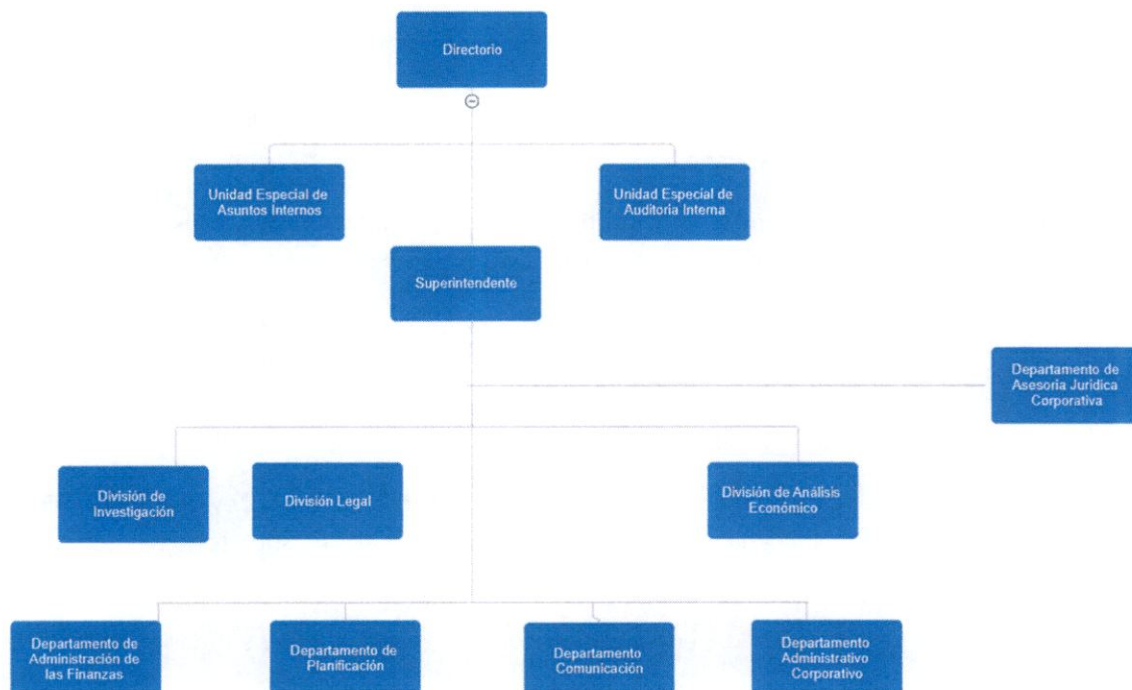 Directorio
Unidad Especial de
Asuntos Internos
Unidad Especial de
Auditoria Interna
Superintendente
Departamento de
Asesoria Juridica
Corporativa
División de
Investigación
División Legal
División de Análisis
Económico
Departamento de
Administración de
las Finanzas
Departamento de
Planificación
Departamento
Comunicación
Departamento
Administrativo
Corporativo